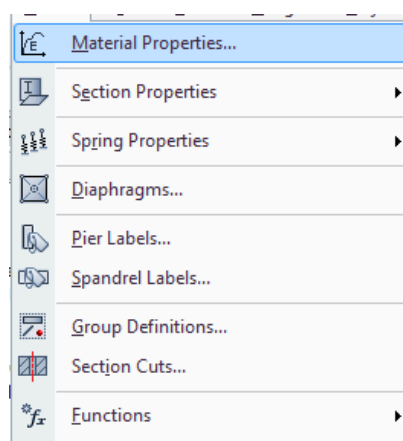 Material Properties...
Section Properties
Spring Properties
Diaphragms...
Pier Labels...
Spandrel Labels...
Group Definitions...
Section Cuts...
Functions